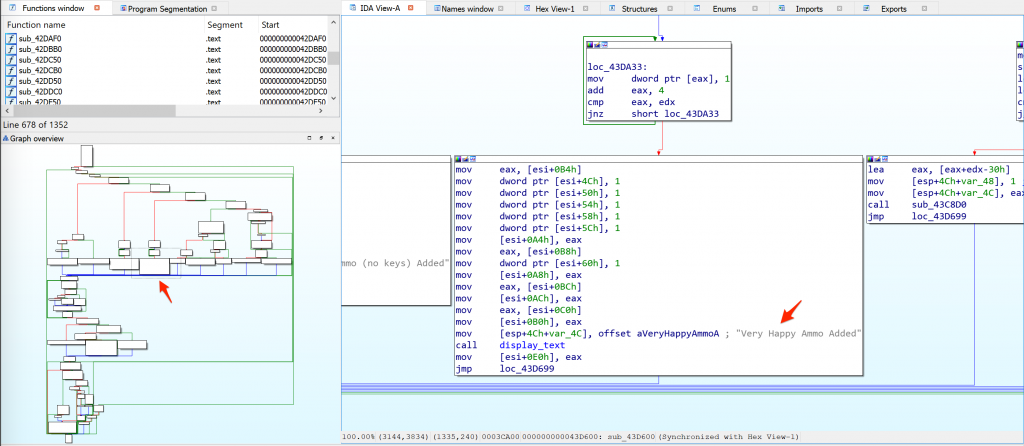 Functions window
Program Segmentation
IDA View-A
Names window
Hex View-1
Structures
Enums
Imports
Exports
Function name Segment Start
sub_42DAF0 .text 000000000042DAF0
sub_42DBB0 .text 000000000042DBB0
sub_42DC50 .text 000000000042DC50
sub_42DCB0 .text 000000000042DCB0
sub_42DD50 .text 000000000042DD50
sub_42DDC0 .text 000000000042DDC0
sub_42DE50 .text 000000000042DE50
Line 678 of 1352
Graph overview
loc_43DA33:
mov dword ptr [eax], 1
add eax, 4
cmp eax, edx
jnz short loc_43DA33
mmo (no keys) Added"
mov eax, [esi+0B4h]
mov dword ptr [esi+4Ch], 1
mov dword ptr [esi+50h], 1
mov dword ptr [esi+54h], 1
mov dword ptr [esi+58h], 1
mov dword ptr [esi+5Ch], 1
mov [esi+0A4h], eax
mov eax, [esi+0B8h]
mov dword ptr [esi+60h], 1
mov [esi+0A8h], eax
mov eax, [esi+0BCh]
mov [esi+0ACh], eax
mov eax, [esi+0C0h]
mov [esi+0B0h], eax
mov [esp+4Ch+var_4C], offset aVeryHappyAmmoA ; "Very Happy Ammo Added"
call display_text
mov [esi+0E0h], eax
jmp loc_43D699
lea eax, [eax+edx-30h]
mov [esp+4Ch+var_48], 1
mov [esp+4Ch+var_4C], ea
call sub_43C8D0
jmp loc_43D699
m
s
l
l
c
j
100.00% (3144,3834) (1335,240) 0003CA00 000000000043D600: sub_43D600 (Synchronized with Hex View-1)